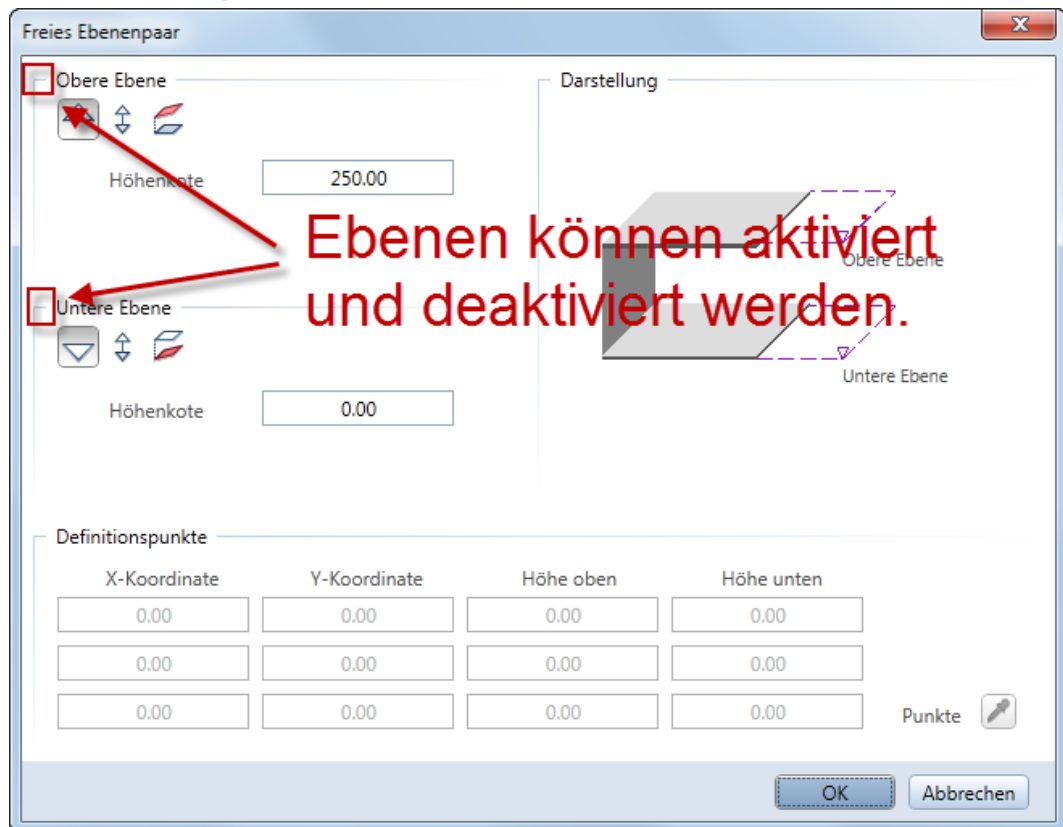 Freies Ebenenpaar
Obere Ebene
Darstellung
Höhenkote
250.00
Ebenen können aktiviert
und deaktiviert werden.
Obere Ebene
Untere Ebene
Untere Ebene
Höhenkote
0.00
Definitionspunkte
X-Koordinate Y-Koordinate Höhe oben Höhe unten
0.00 0.00 0.00 0.00
0.00 0.00 0.00 0.00
0.00 0.00 0.00 0.00
Punkte
OK Abbrechen